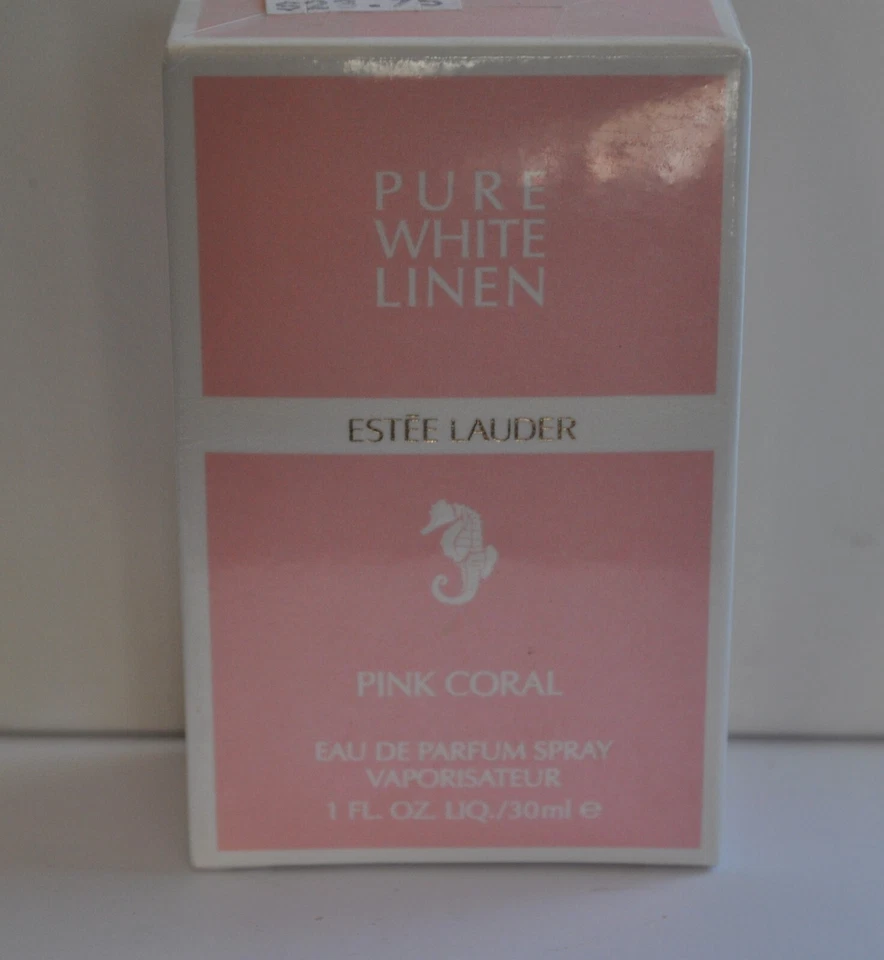 PURE
WHITE
LINEN
ESTĒE LAUDER
PINK CORAL
EAU DE PARFUM SPRAY
VAPORISATEUR
1 FL. OZ. LIQ./30ml ℮